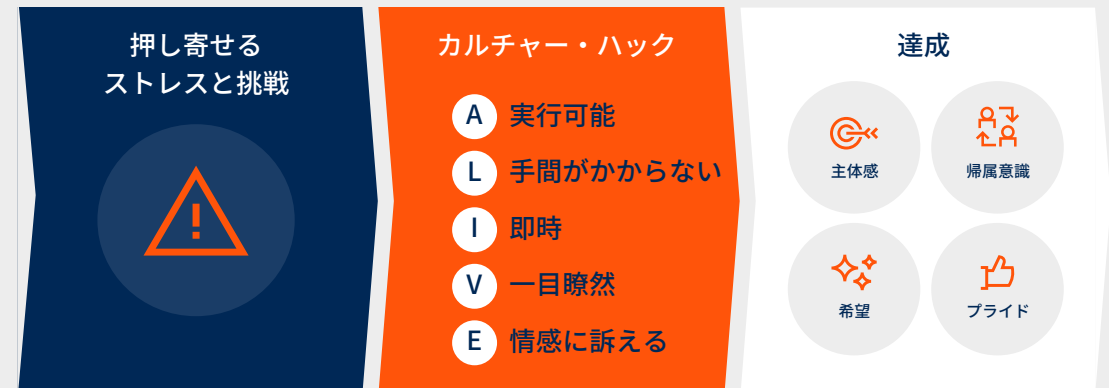 押し寄せる
ストレスと挑戦
カルチャー・ハック
A 実行可能
L 手間がかからない
I 即時
V 一目瞭然
E 情感に訴える
達成
主体感
帰属意識
希望
プライド